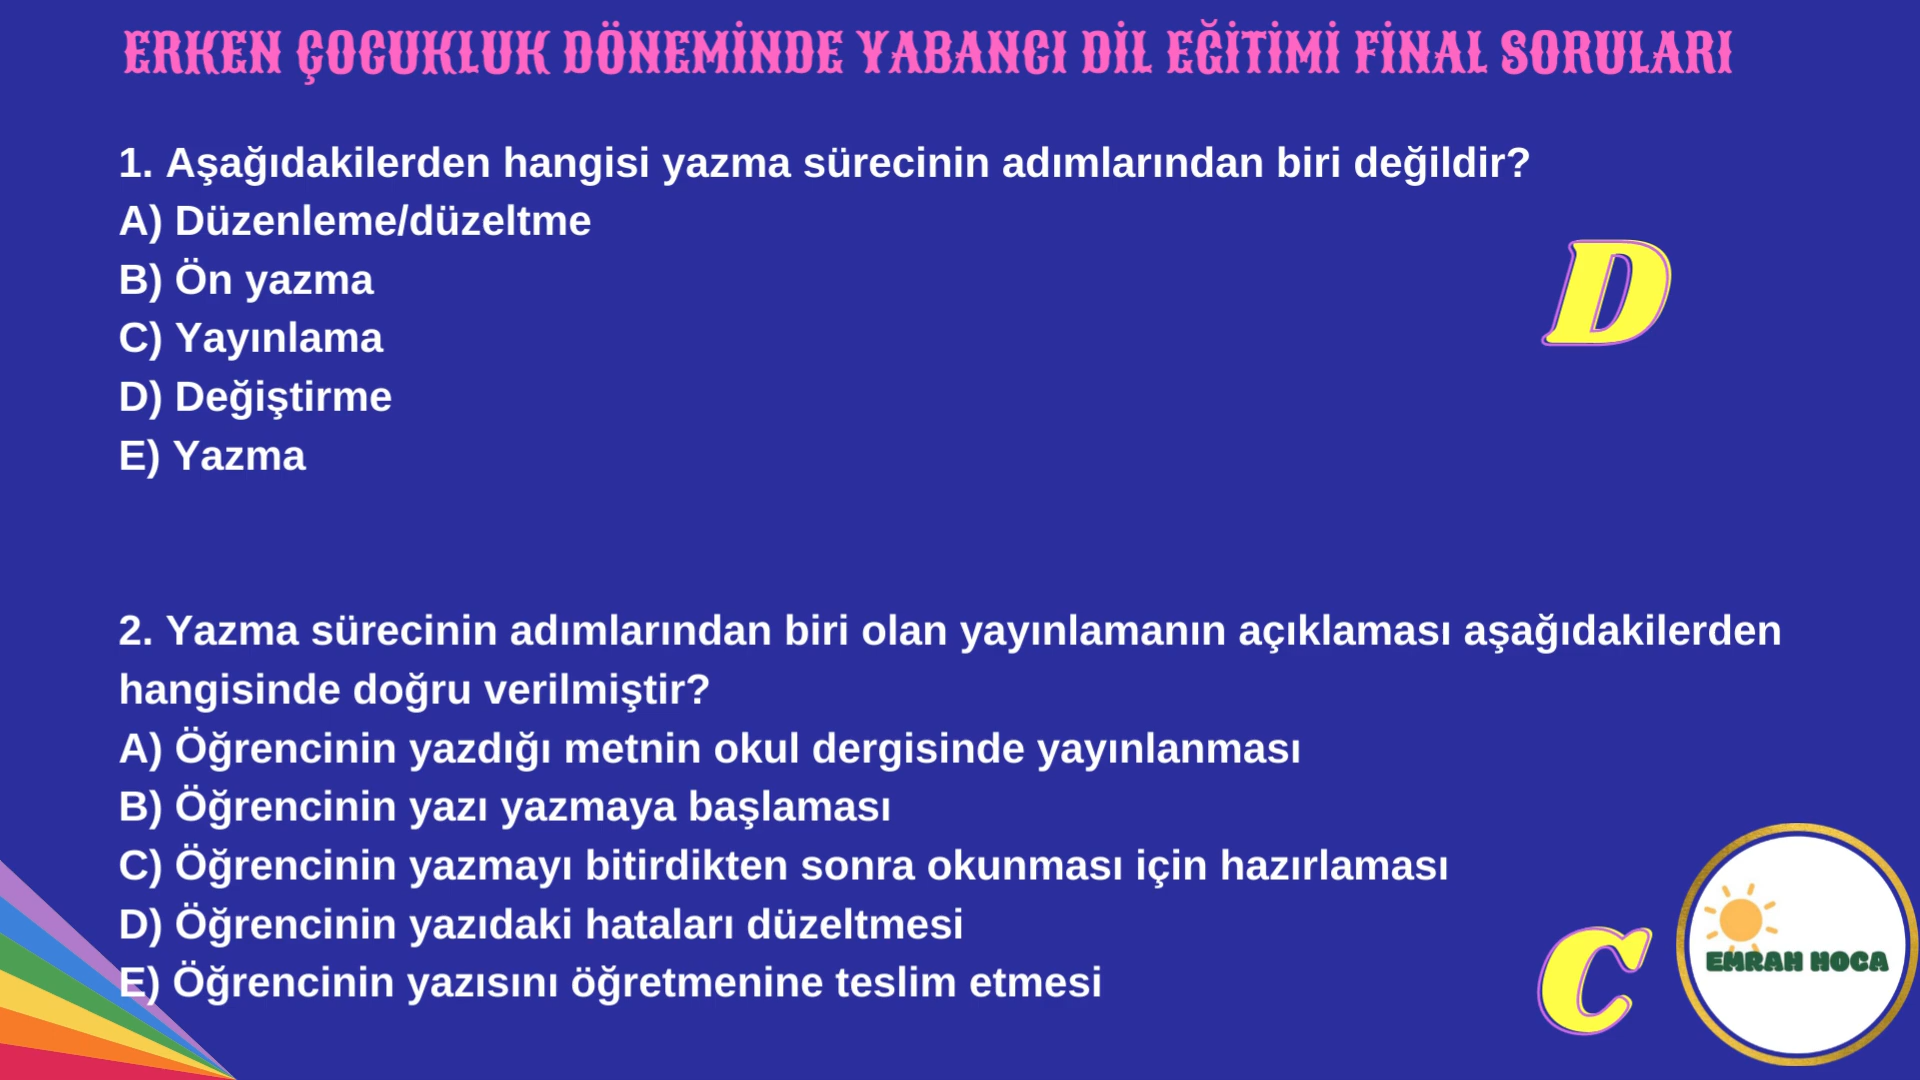 ERKEN ÇOCUKLUK DÖNEMİNDE YABANCI DİL EĞİTİMİ FİNAL SORULARI
1. Aşağıdakilerden hangisi yazma sürecinin adımlarından biri değildir?
A) Düzenleme/düzeltme
B) Ön yazma
C) Yayınlama
D) Değiştirme
E) Yazma
D
2. Yazma sürecinin adımlarından biri olan yayınlamanın açıklaması aşağıdakilerden
hangisinde doğru verilmiştir?
A) Öğrencinin yazdığı metnin okul dergisinde yayınlanması
B) Öğrencinin yazı yazmaya başlaması
C) Öğrencinin yazmayı bitirdikten sonra okunması için hazırlaması
D) Öğrencinin yazıdaki hataları düzeltmesi
E) Öğrencinin yazısını öğretmenine teslim etmesi
C
EMRAH HOCA